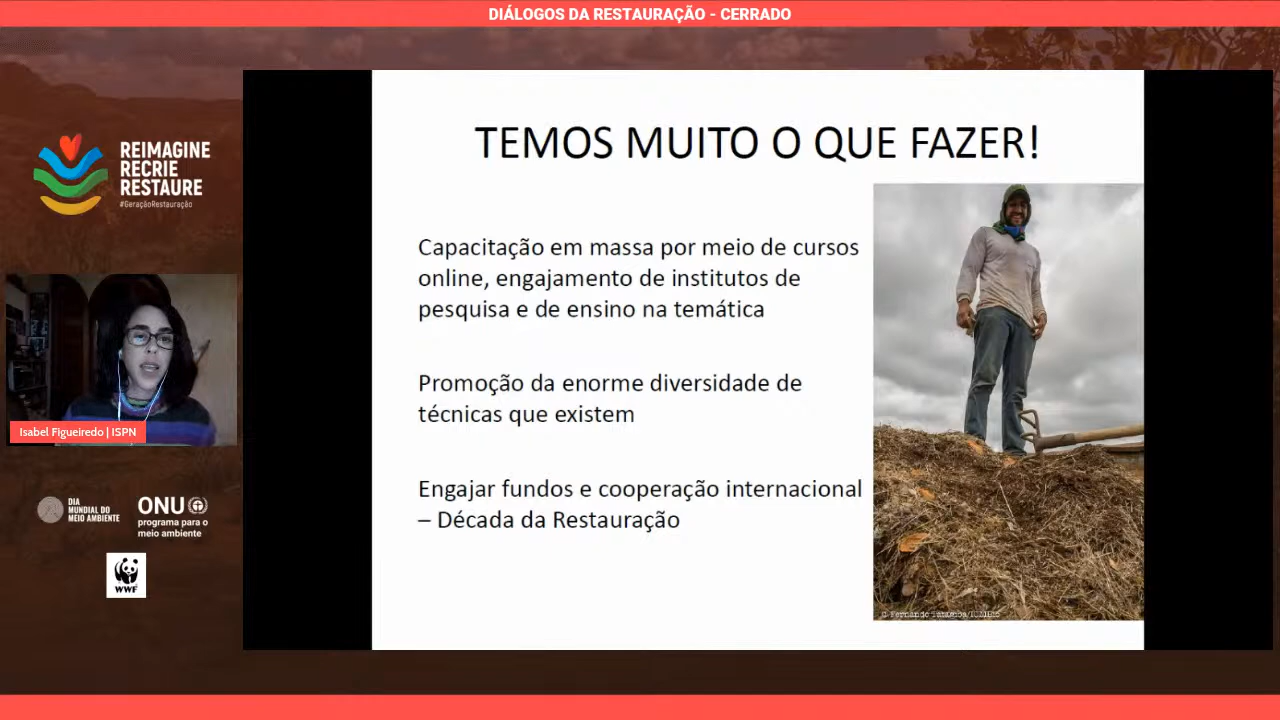 DIÁLOGOS DA RESTAURAÇÃO - CERRADO
REIMAGINE
RECRIE
RESTAURE
#GeraçãoRestauração
Isabel Figueiredo | ISPN
DIA
MUNDIAL DO
MEIO AMBIENTE
ONU
programa para o
meio ambiente
WWF
TEMOS MUITO O QUE FAZER!
Capacitação em massa por meio de cursos
online, engajamento de institutos de
pesquisa e de ensino na temática
Promoção da enorme diversidade de
técnicas que existem
Engajar fundos e cooperação internacional
– Década da Restauração
© Fernando